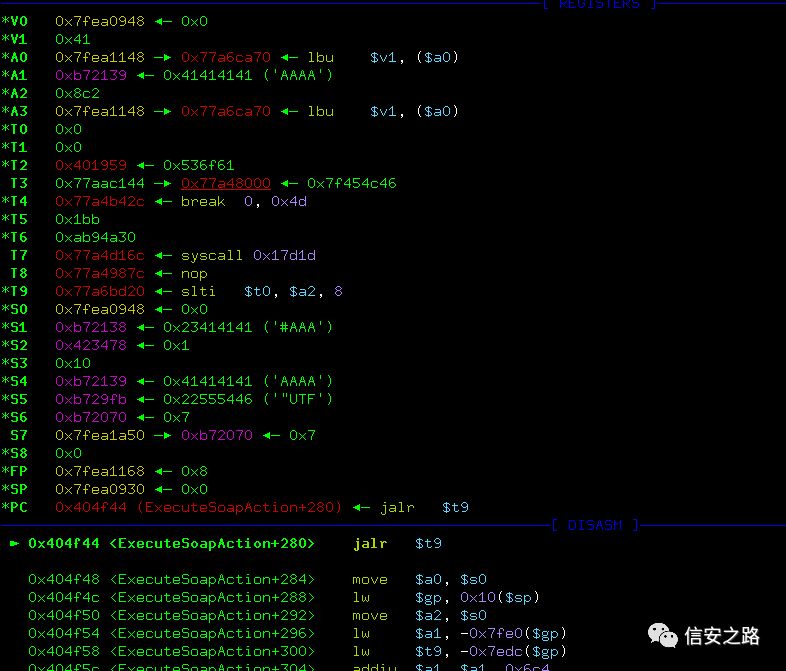 [ REGISTERS ]
*V0 0x7fea0948 ◂— 0x0
*V1 0x41
*A0 0x7fea1148 —▸ 0x77a6ca70 ◂— lbu $v1, ($a0)
*A1 0xb72139 ◂— 0x41414141 ('AAAA')
*A2 0x8c2
*A3 0x7fea1148 —▸ 0x77a6ca70 ◂— lbu $v1, ($a0)
*T0 0x0
*T1 0x0
*T2 0x401959 ◂— 0x536f61
T3 0x77aac144 —▸ 0x77a48000 ◂— 0x7f454c46
*T4 0x77a4b42c ◂— break 0, 0x4d
*T5 0x1bb
*T6 0xab94a30
T7 0x77a4d16c ◂— syscall 0x17d1d
T8 0x77a4987c ◂— nop
*T9 0x77a6bd20 ◂— slti $t0, $a2, 8
*S0 0x7fea0948 ◂— 0x0
*S1 0xb72138 ◂— 0x23414141 ('#AAA')
*S2 0x423478 ◂— 0x1
*S3 0x10
*S4 0xb72139 ◂— 0x41414141 ('AAAA')
*S5 0xb729fb ◂— 0x22555446 ('"UTF')
*S6 0xb72070 ◂— 0x7
S7 0x7fea1a50 —▸ 0xb72070 ◂— 0x7
*S8 0x0
*FP 0x7fea1168 ◂— 0x8
*SP 0x7fea0930 ◂— 0x0
*PC 0x404f44 (ExecuteSoapAction+280) ◂— jalr $t9
[ DISASM ]
► 0x404f44 <ExecuteSoapAction+280> jalr $t9
0x404f48 <ExecuteSoapAction+284> move $a0, $s0
0x404f4c <ExecuteSoapAction+288> lw $gp, 0x10($sp)
0x404f50 <ExecuteSoapAction+292> move $a2, $s0
0x404f54 <ExecuteSoapAction+296> lw $a1, -0x7fe0($gp)
0x404f58 <ExecuteSoapAction+300> lw $t9, -0x7edc($gp)
0x404f5c <ExecuteSoapAction+304> addiu $a1, $a1, 0x6c4
信安之路